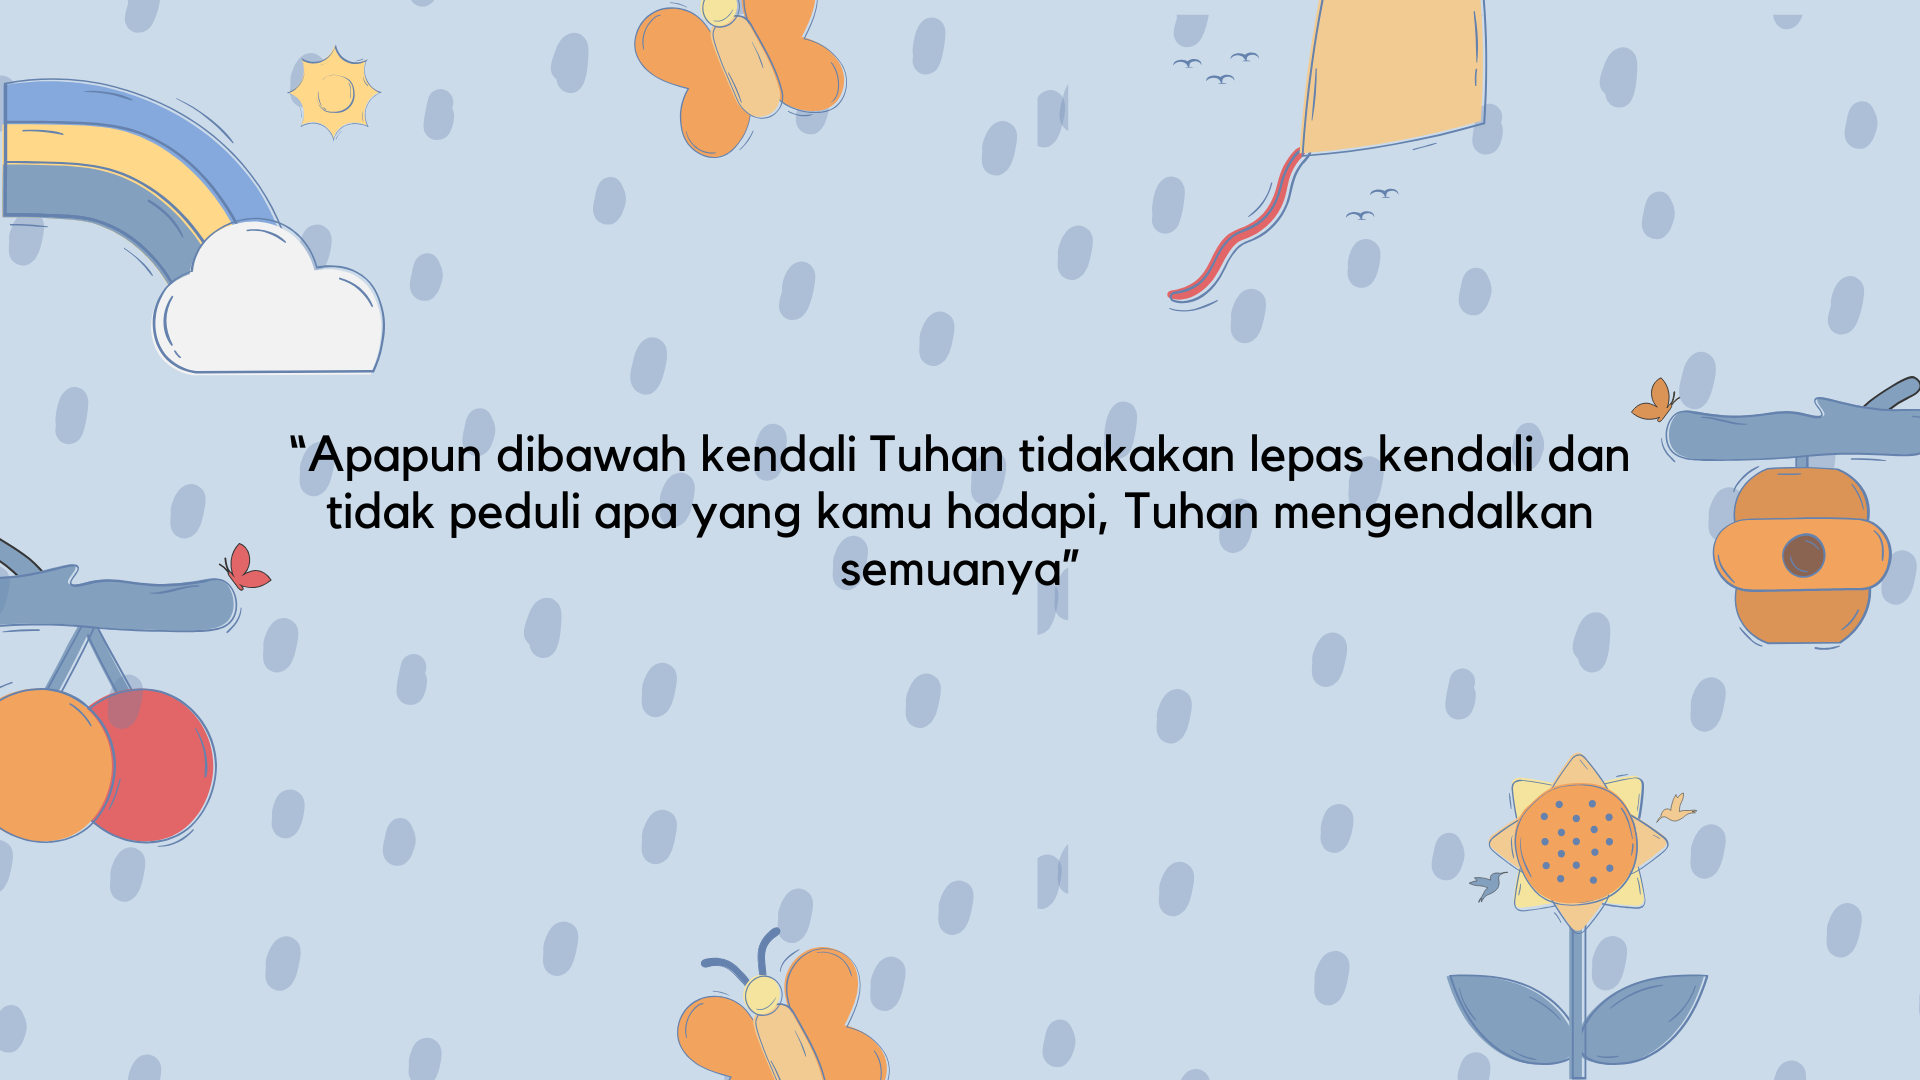 “Apapun dibawah kendali Tuhan tidakakan lepas kendali dan
tidak peduli apa yang kamu hadapi, Tuhan mengendalkan
semuanya”